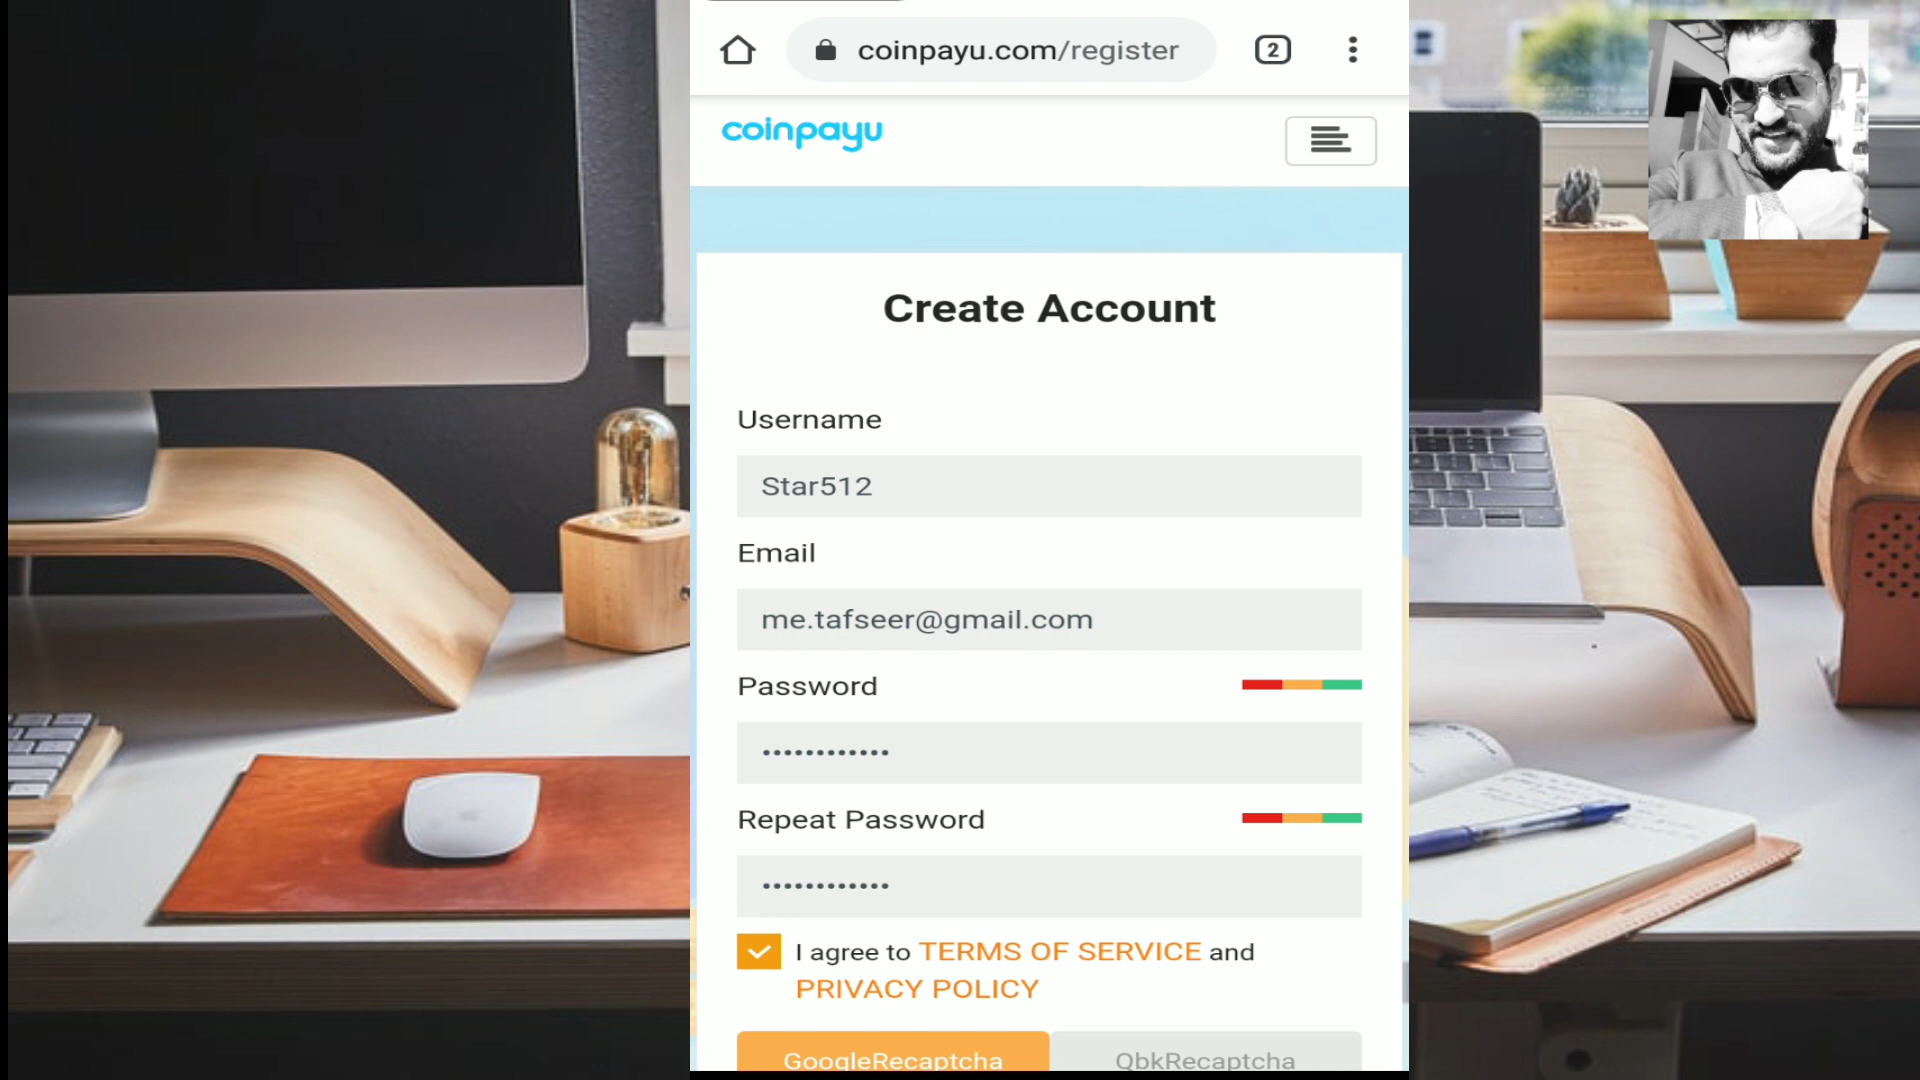 coinpayu.com/register
2
coinpayu
Create Account
Username
Star512
Email
me.tafseer@gmail.com
Password
••••••••••••
Repeat Password
••••••••••••
I agree to TERMS OF SERVICE and
PRIVACY POLICY
GoogleRecaptcha QbkRecaptcha